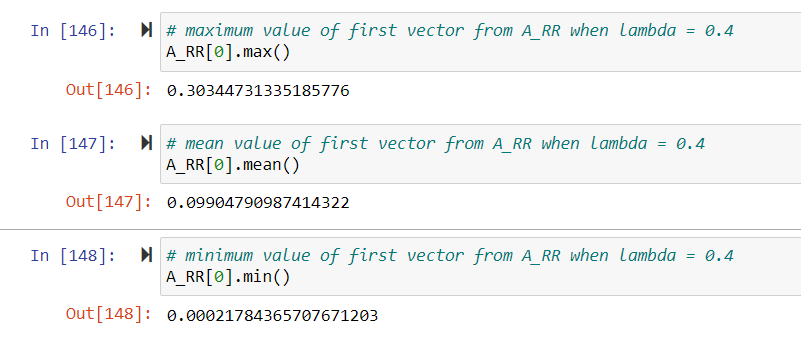 In [146]: # maximum value of first vector from A_RR when lambda = 0.4
A_RR[0].max()
Out[146]: 0.30344731335185776
In [147]: # mean value of first vector from A_RR when lambda = 0.4
A_RR[0].mean()
Out[147]: 0.09904790987414322
In [148]: # minimum value of first vector from A_RR when lambda = 0.4
A_RR[0].min()
Out[148]: 0.00021784365707671203